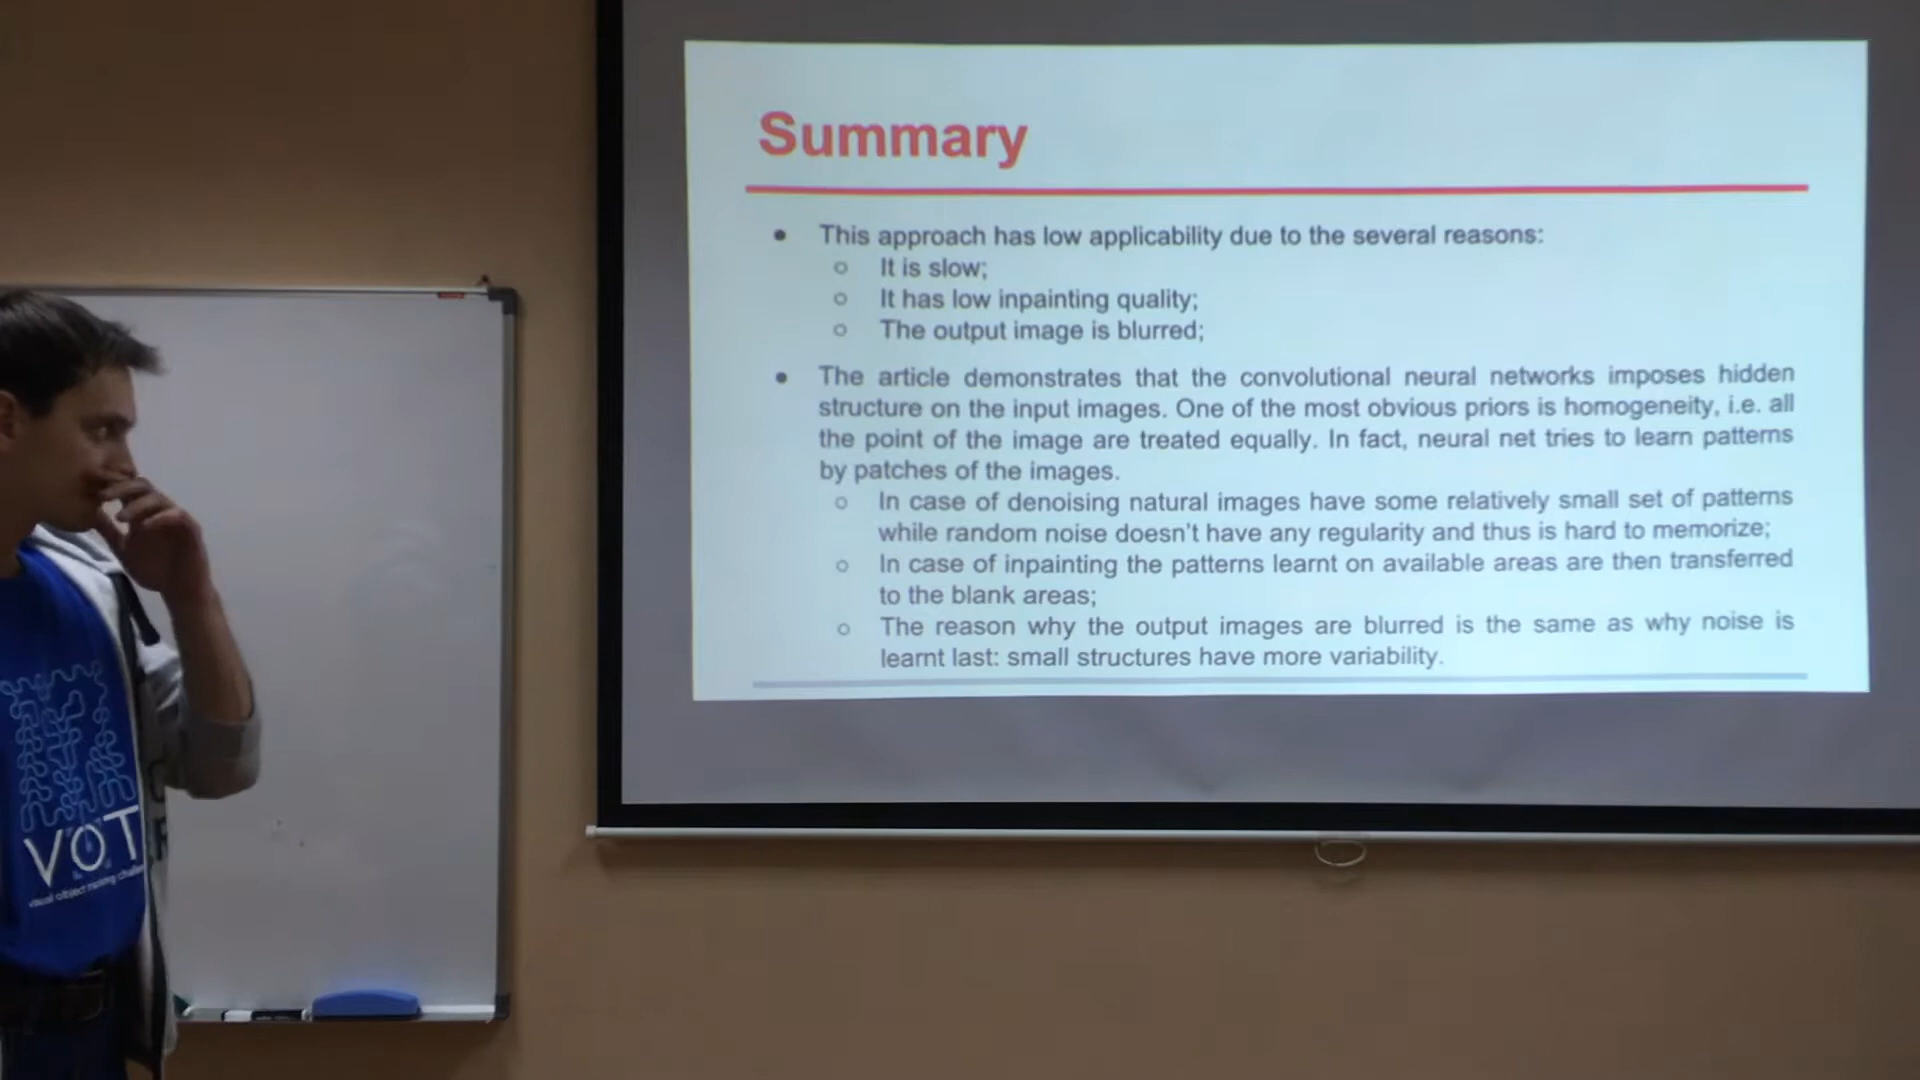 Summary
● This approach has low applicability due to the several reasons:
○ It is slow;
○ It has low inpainting quality;
○ The output image is blurred;
● The article demonstrates that the convolutional neural networks imposes hidden
structure on the input images. One of the most obvious priors is homogeneity, i.e. all
the point of the image are treated equally. In fact, neural net tries to learn patterns
by patches of the images.
○ In case of denoising natural images have some relatively small set of patterns
while random noise doesn't have any regularity and thus is hard to memorize;
○ In case of inpainting the patterns learnt on available areas are then transferred
to the blank areas;
○ The reason why the output images are blurred is the same as why noise is
learnt last: small structures have more variability.
VOT
visual object